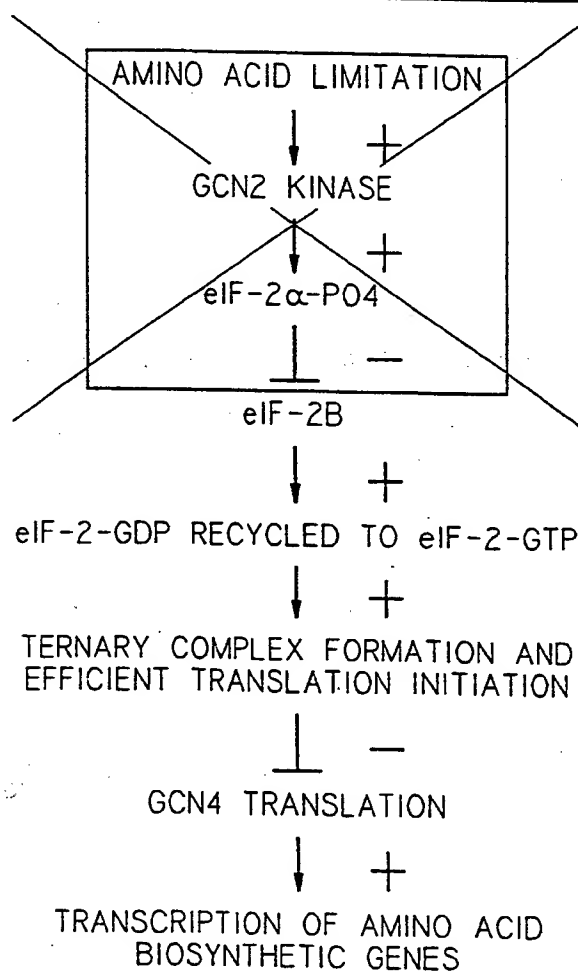 AMINO ACID LIMITATION
+
GCN2 KINASE
+
eIF-2α-PO4
−
eIF-2B
+
eIF-2-GDP RECYCLED TO eIF-2-GTP
+
TERNARY COMPLEX FORMATION AND
EFFICIENT TRANSLATION INITIATION
−
GCN4 TRANSLATION
+
TRANSCRIPTION OF AMINO ACID
BIOSYNTHETIC GENES